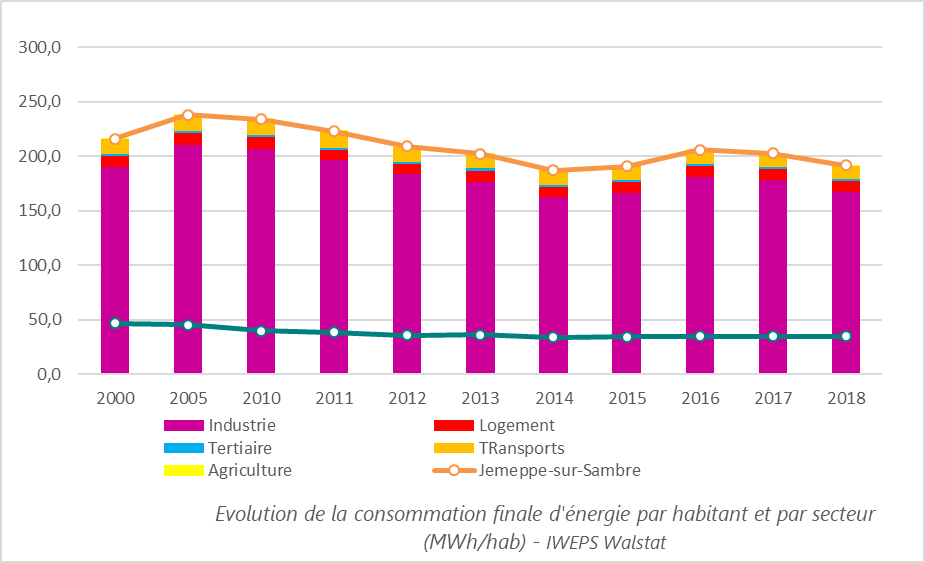 300,0
250,0
200,0
150,0
100,0
50,0
0,0
2000 2005 2010 2011 2012 2013 2014 2015 2016 2017 2018
Industrie Logement
Tertiaire TRansports
Agriculture Jemeppe-sur-Sambre
Evolution de la consommation finale d'énergie par habitant et par secteur
(MWh/hab) - IWEPS Walstat